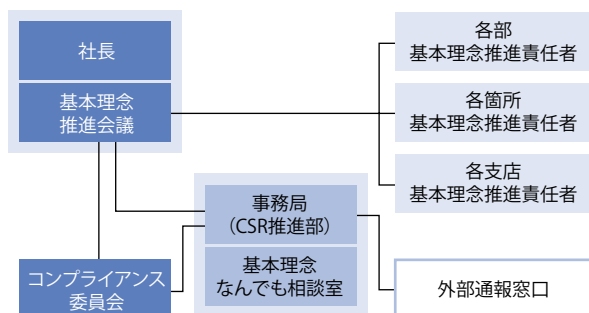 社長
基本理念
推進会議
各部
基本理念推進責任者
各箇所
基本理念推進責任者
各支店
基本理念推進責任者
事務局
(CSR推進部)
基本理念
なんでも相談室
コンプライアンス
委員会
外部通報窓口